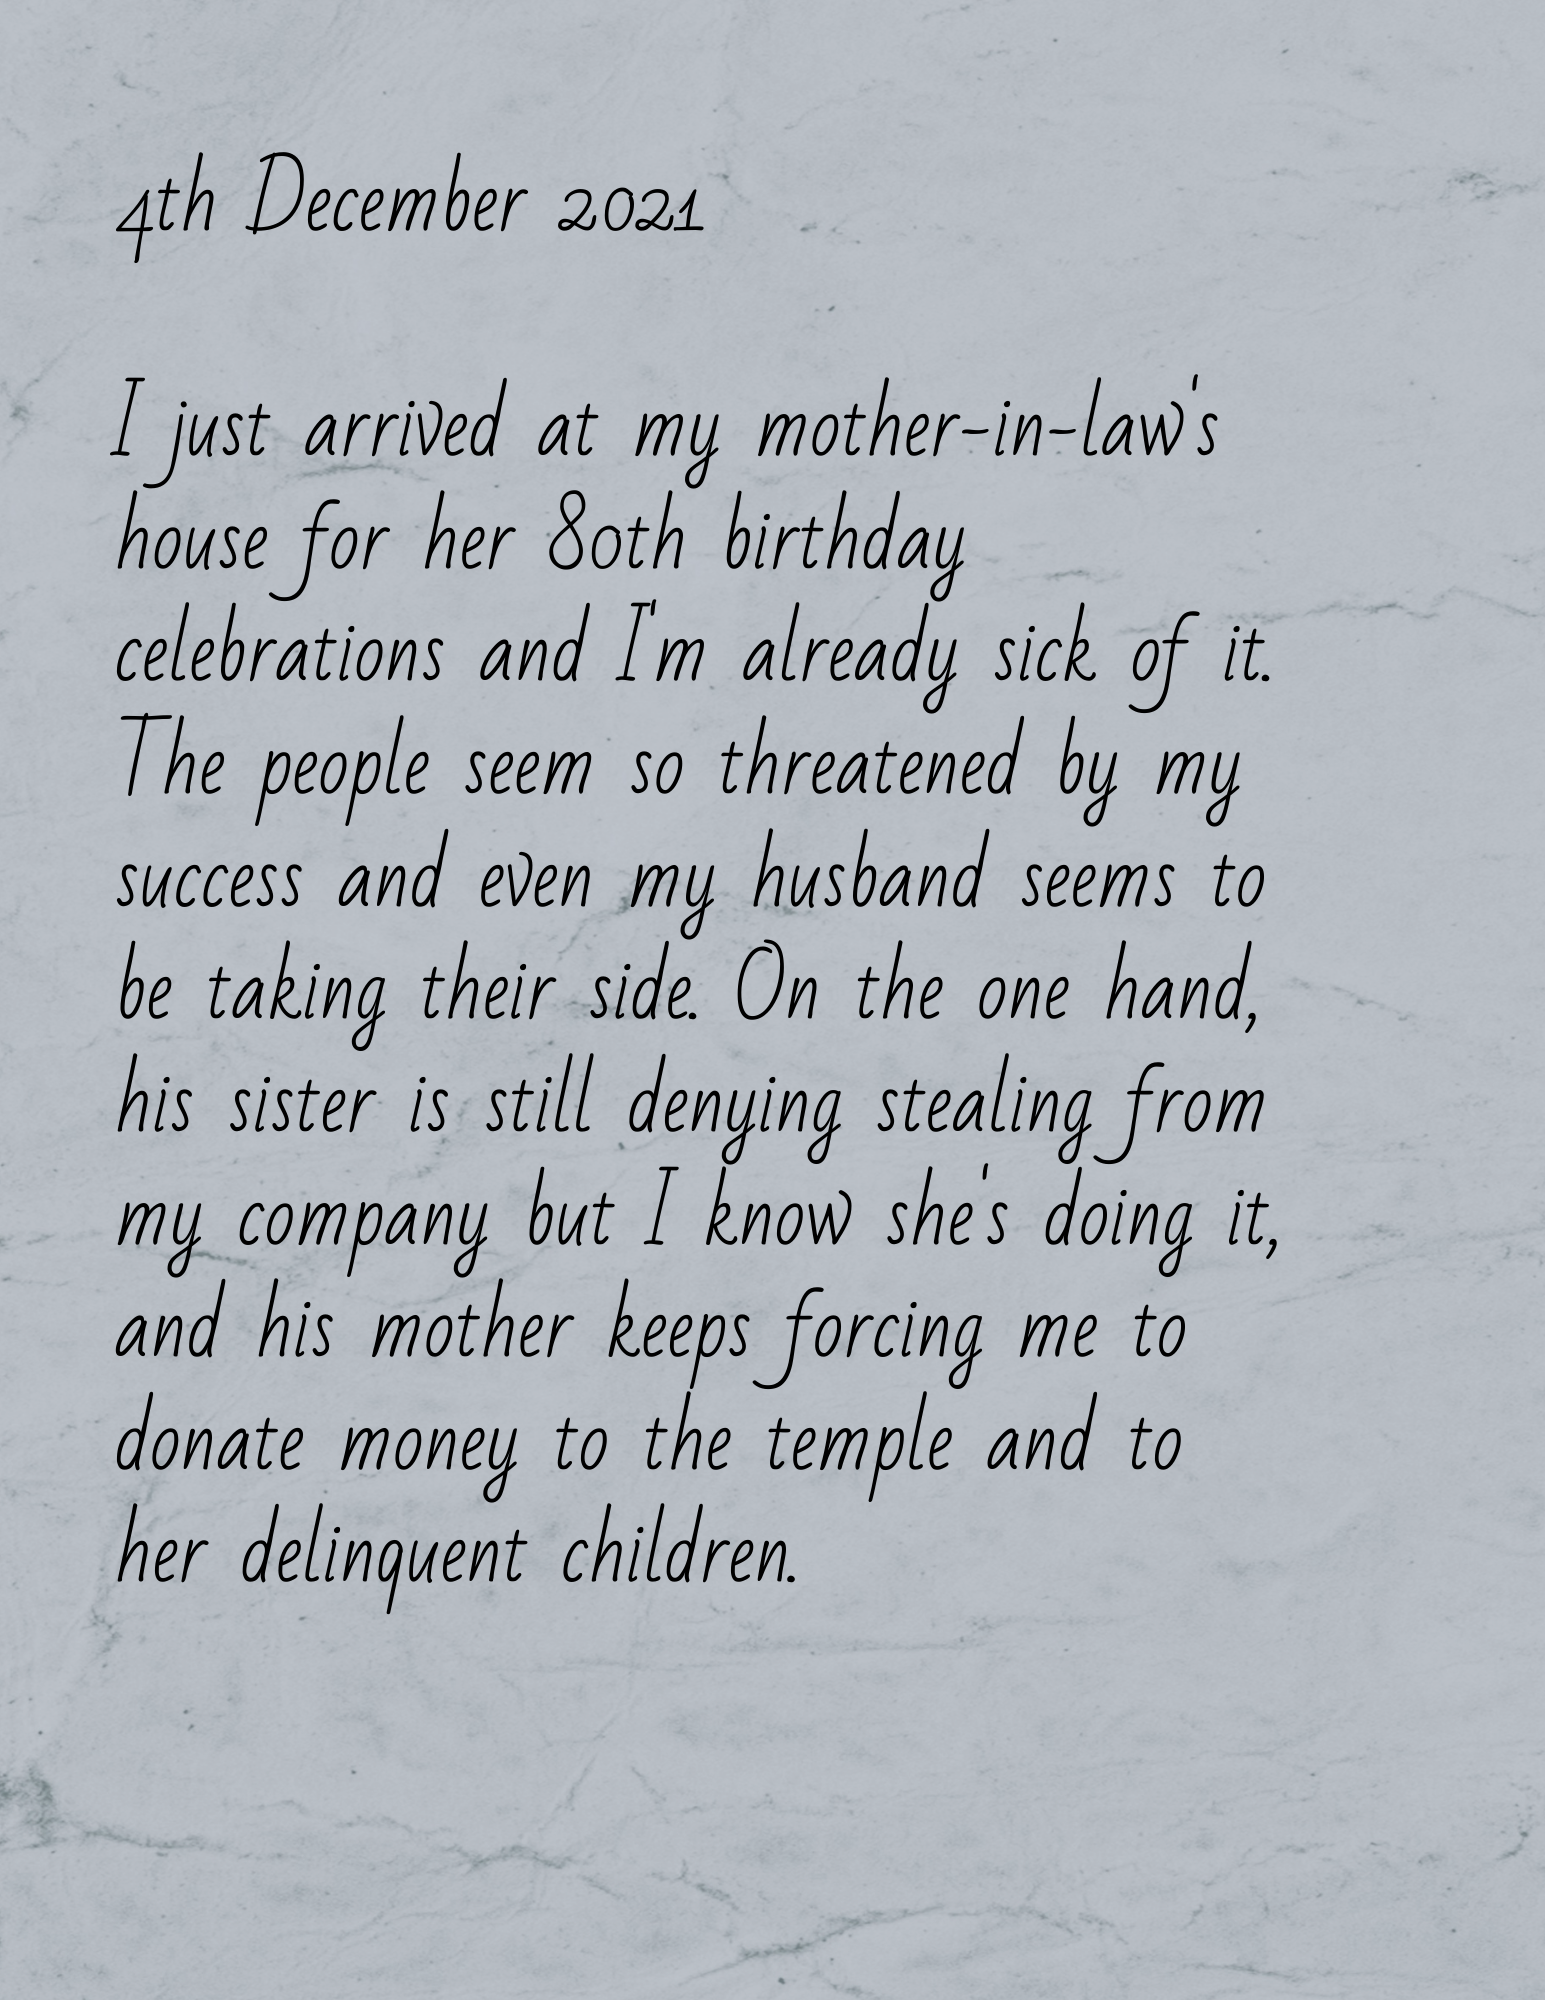 4th December 2021
I just arrived at my mother-in-law's
house for her 80th birthday
celebrations and I'm already sick of it.
The people seem so threatened by my
success and even my husband seems to
be taking their side. On the one hand,
his sister is still denying stealing from
my company but I know she's doing it,
and his mother keeps forcing me to
donate money to the temple and to
her delinquent children.